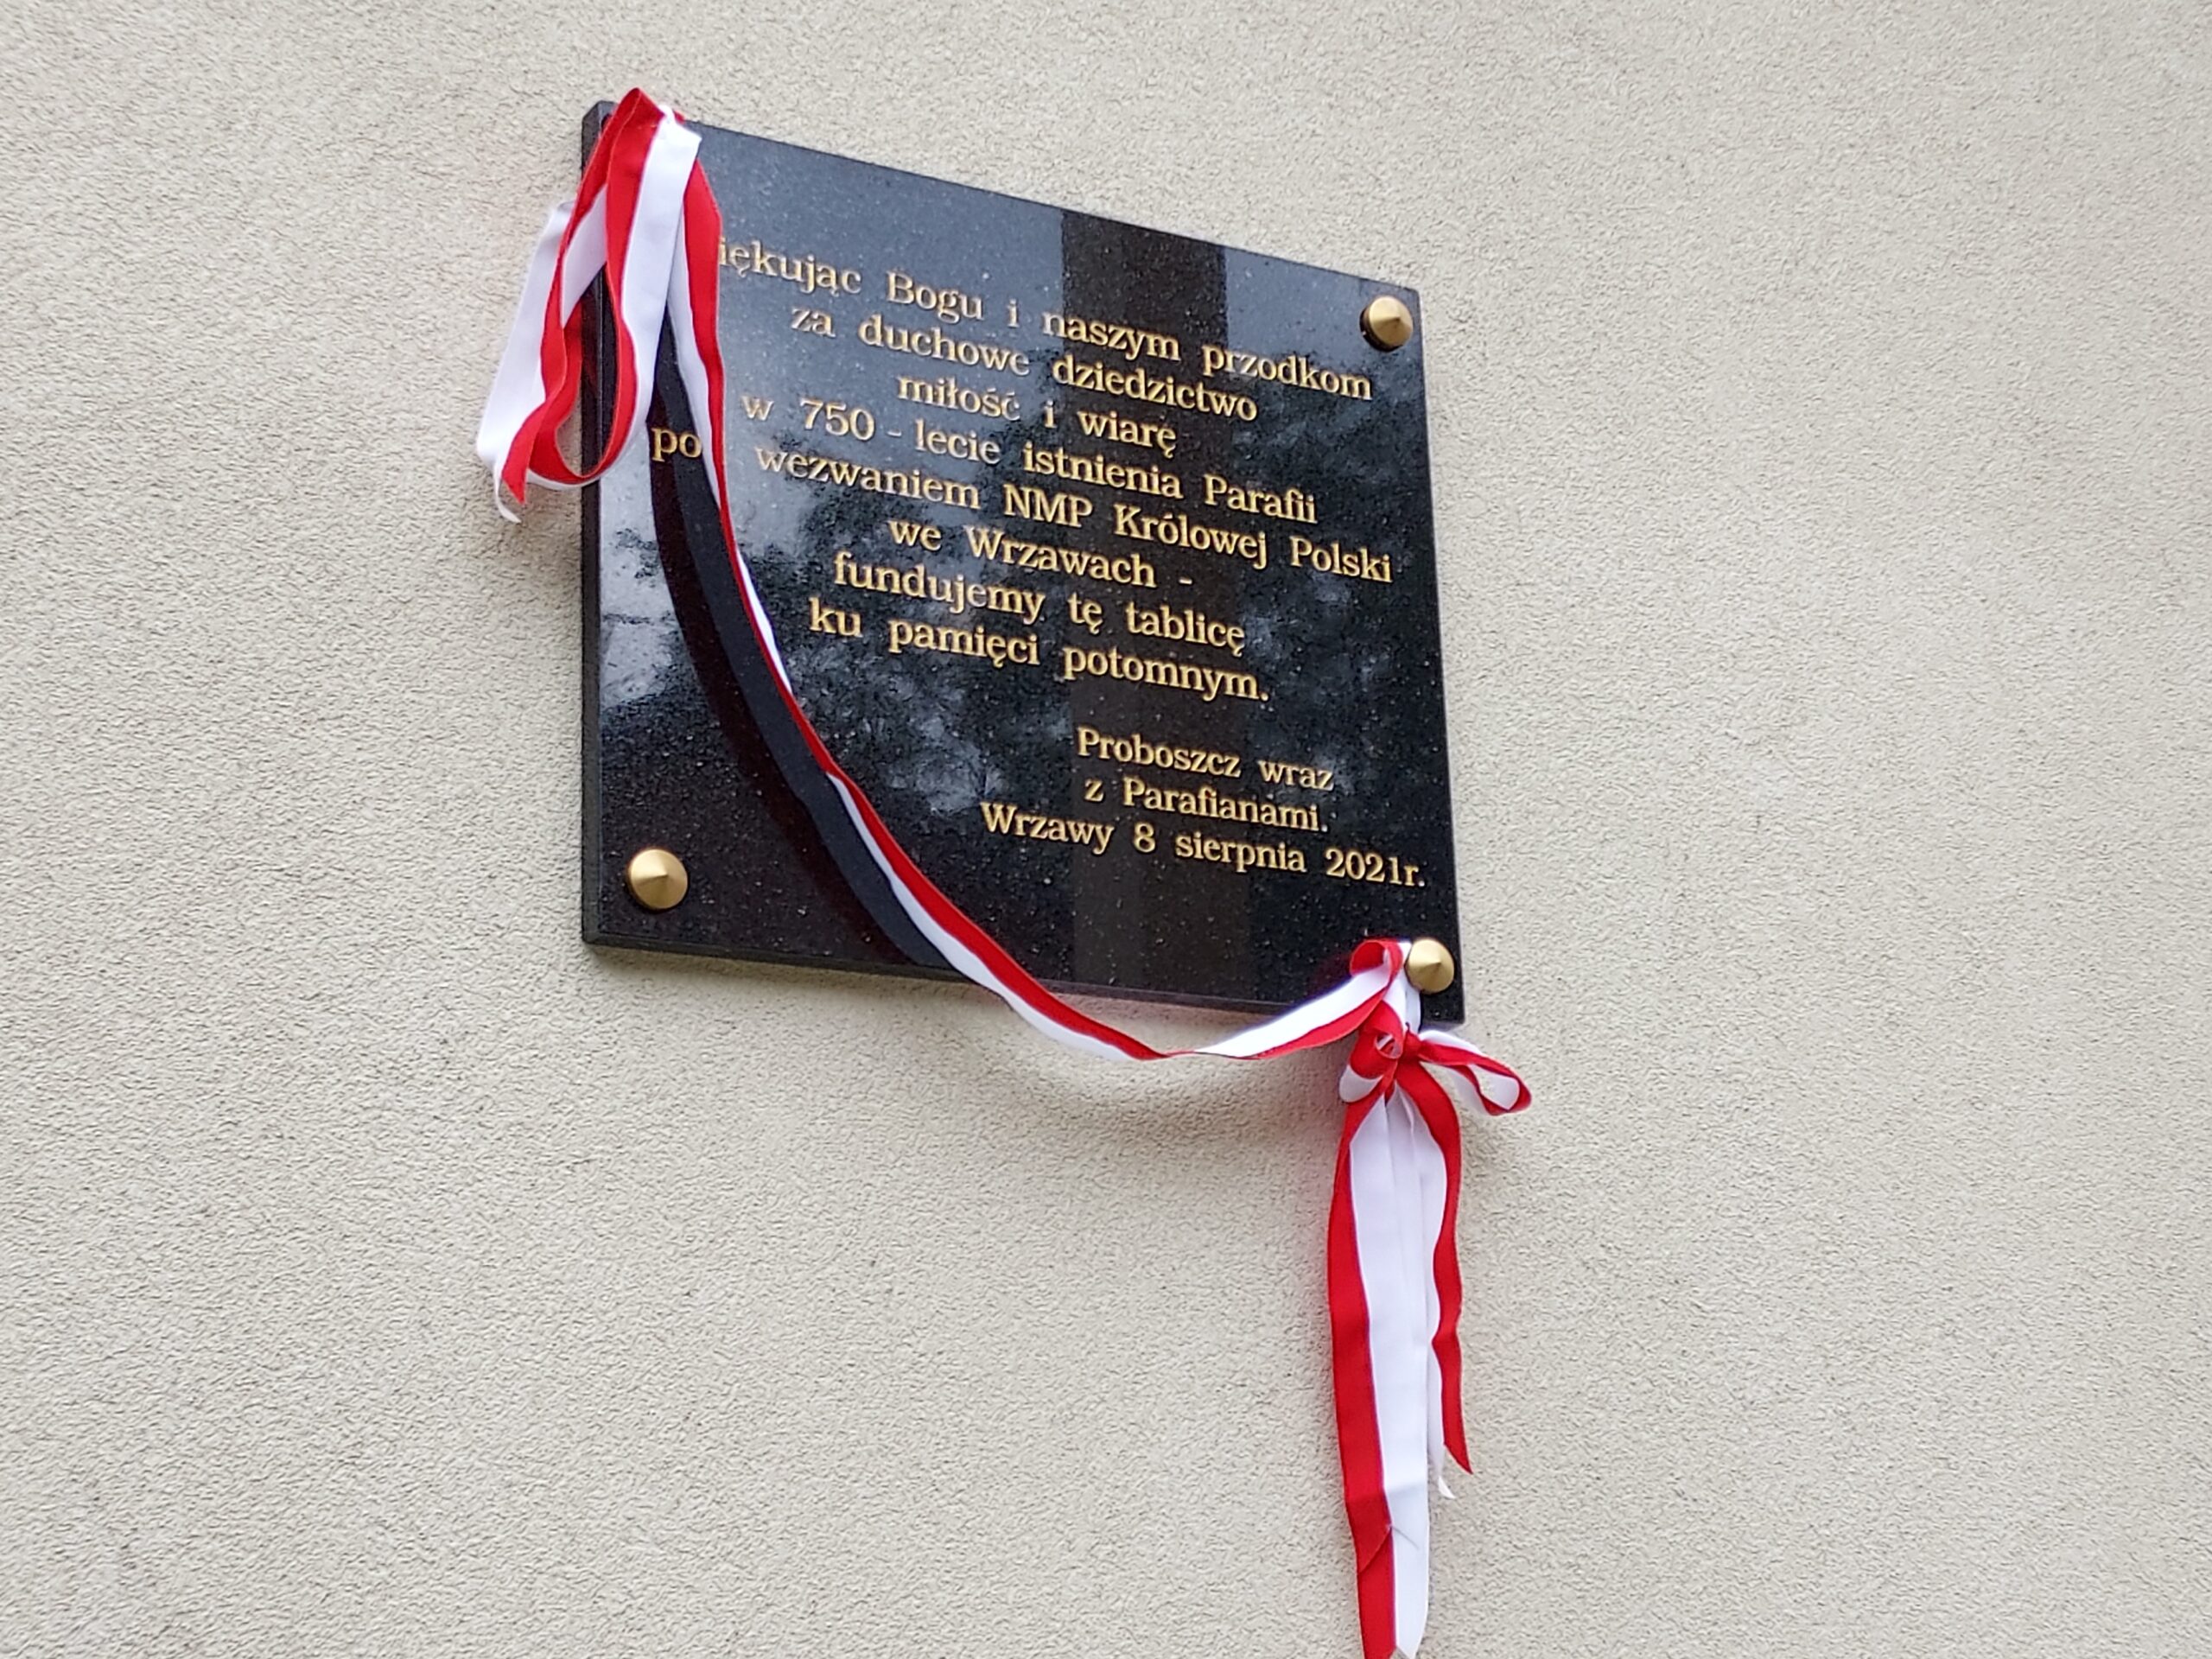 iękując Bogu i naszym przodkom
za duchowe dziedzictwo
miłość i wiarę
w 750 - lecie istnienia Parafii
po wezwaniem NMP Królowej Polski
we Wrzawach -
fundujemy tę tablicę
ku pamięci potomnym.
Proboszcz wraz
z Parafianami.
Wrzawy 8 sierpnia 2021r.